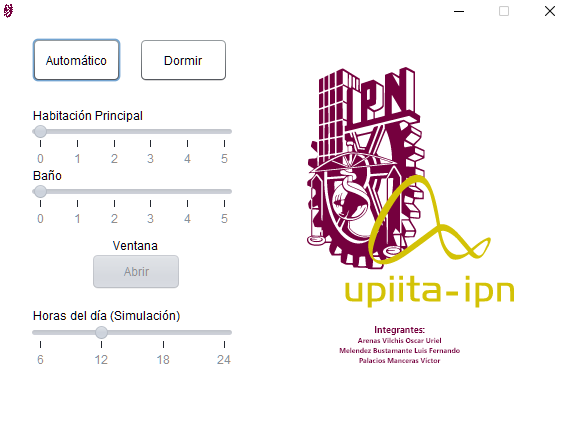 Automático Dormir
Habitación Principal
0 1 2 3 4 5
Baño
0 1 2 3 4 5
Ventana
Abrir
Horas del día (Simulación)
6 12 18 24
IPN
upiita-ipn
Integrantes:
Arenas Vilchis Oscar Uriel
Melendez Bustamante Luis Fernando
Palacios Manceras Victor